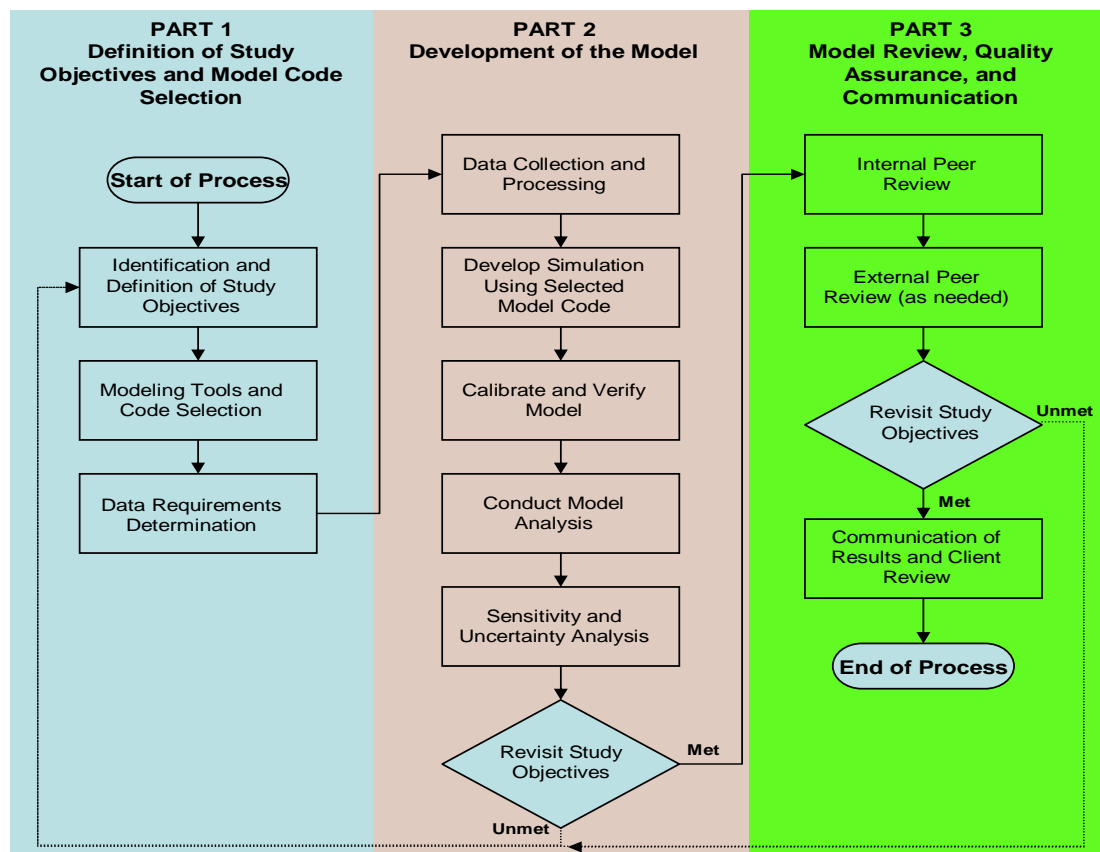 PART 1
Definition of Study
Objectives and Model Code
Selection
Start of Process
Identification and
Definition of Study
Objectives
Modeling Tools and
Code Selection
Data Requirements
Determination
PART 2
Development of the Model
Data Collection and
Processing
Develop Simulation
Using Selected
Model Code
Calibrate and Verify
Model
Conduct Model
Analysis
Sensitivity and
Uncertainty Analysis
Revisit Study
Objectives
Met
Unmet
PART 3
Model Review, Quality
Assurance, and
Communication
Internal Peer
Review
External Peer
Review (as needed)
Revisit Study
Objectives
Unmet
Met
Communication of
Results and Client
Review
End of Process